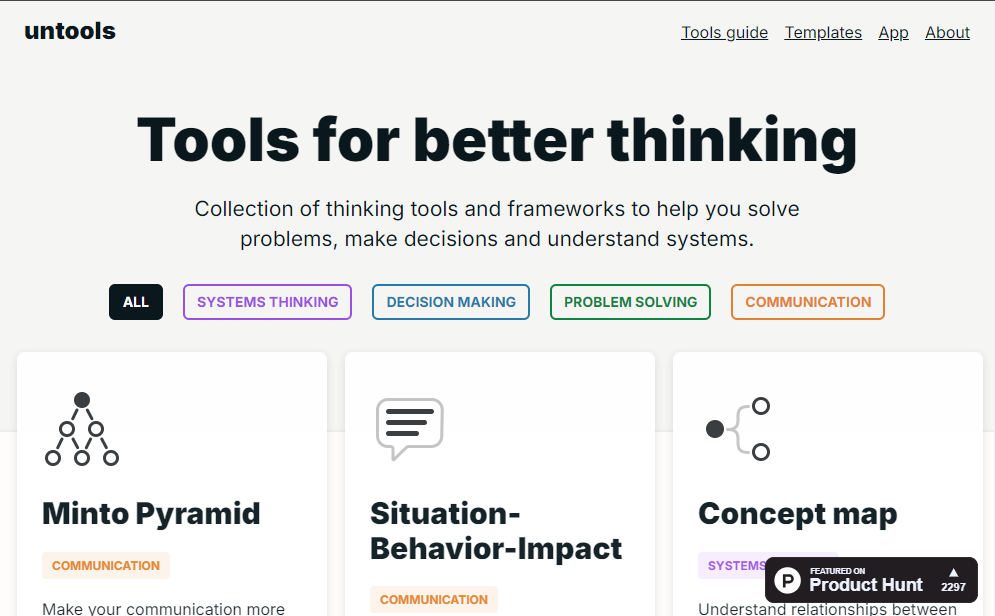 untools
Tools guide Templates App About
Tools for better thinking
Collection of thinking tools and frameworks to help you solve
problems, make decisions and understand systems.
ALL SYSTEMS THINKING DECISION MAKING PROBLEM SOLVING COMMUNICATION
Minto Pyramid
COMMUNICATION
Make your communication more
Situation-
Behavior-Impact
COMMUNICATION
Concept map
SYSTEMS
Understand relationships between
FEATURED ON
P Product Hunt ▲ 2297